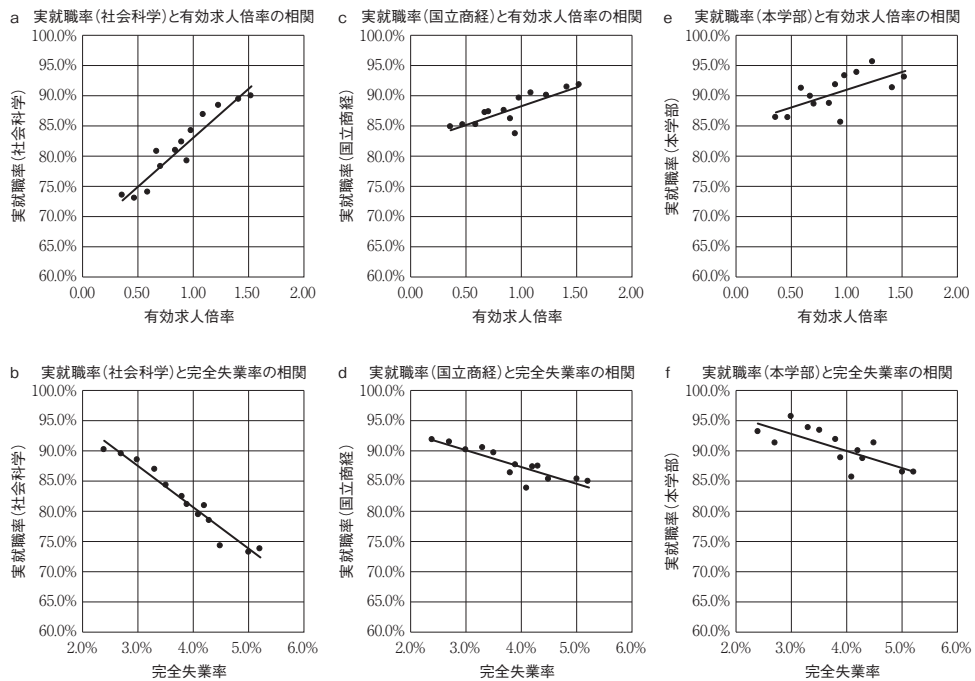 a 実就職率(社会科学)と有効求人倍率の相関
100.0%
95.0%
90.0%
85.0%
80.0%
75.0%
70.0%
65.0%
60.0%
0.00 0.50 1.00 1.50 2.00
実就職率(社会科学)
有効求人倍率
c 実就職率(国立商経)と有効求人倍率の相関
100.0%
95.0%
90.0%
85.0%
80.0%
75.0%
70.0%
65.0%
60.0%
0.00 0.50 1.00 1.50 2.00
実就職率(国立商経)
有効求人倍率
e 実就職率(本学部)と有効求人倍率の相関
100.0%
95.0%
90.0%
85.0%
80.0%
75.0%
70.0%
65.0%
60.0%
0.00 0.50 1.00 1.50 2.00
実就職率(本学部)
有効求人倍率
b 実就職率(社会科学)と完全失業率の相関
100.0%
95.0%
90.0%
85.0%
80.0%
75.0%
70.0%
65.0%
60.0%
2.0% 3.0% 4.0% 5.0% 6.0%
実就職率(社会科学)
完全失業率
d 実就職率(国立商経)と完全失業率の相関
100.0%
95.0%
90.0%
85.0%
80.0%
75.0%
70.0%
65.0%
60.0%
2.0% 3.0% 4.0% 5.0% 6.0%
実就職率(国立商経)
完全失業率
f 実就職率(本学部)と完全失業率の相関
100.0%
95.0%
90.0%
85.0%
80.0%
75.0%
70.0%
65.0%
60.0%
2.0% 3.0% 4.0% 5.0% 6.0%
実就職率(本学部)
完全失業率